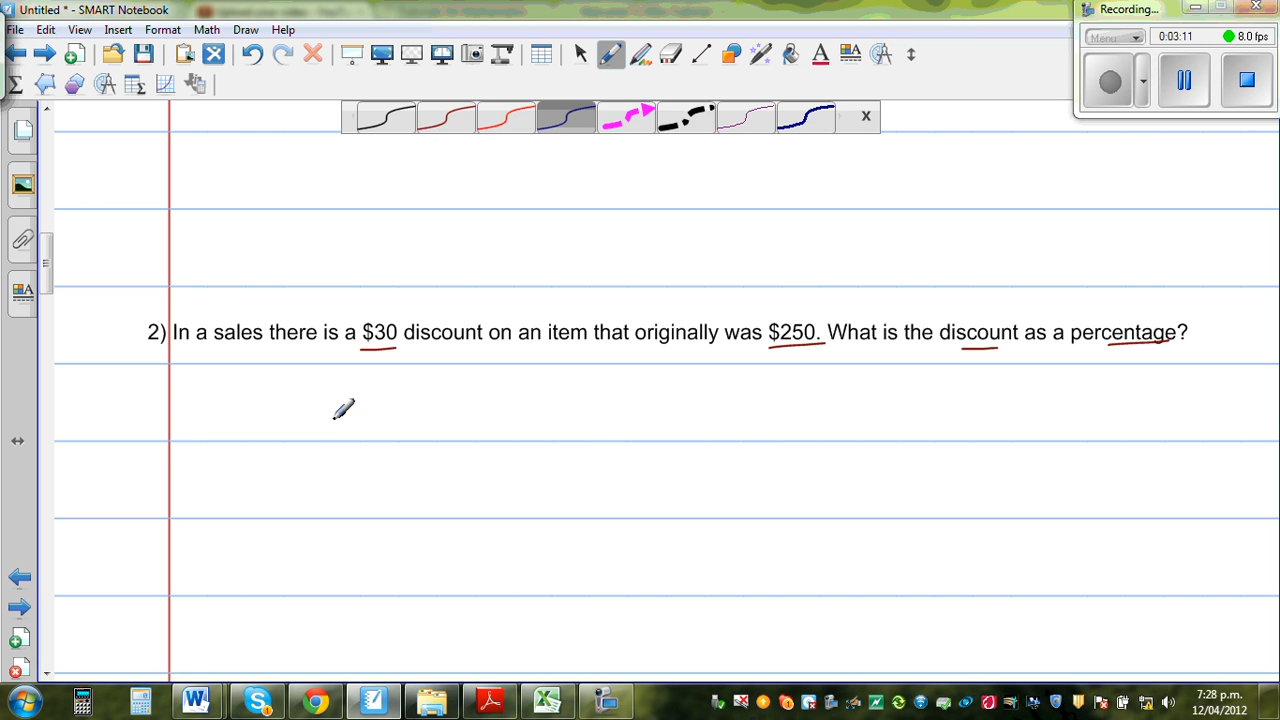 Untitled * - SMART Notebook
Recording...
File Edit View Insert Format Math Draw Help
Menu 0:03:11 8.0 fps
x
2) In a sales there is a $30 discount on an item that originally was $250. What is the discount as a percentage?
7:28 p.m.
12/04/2012